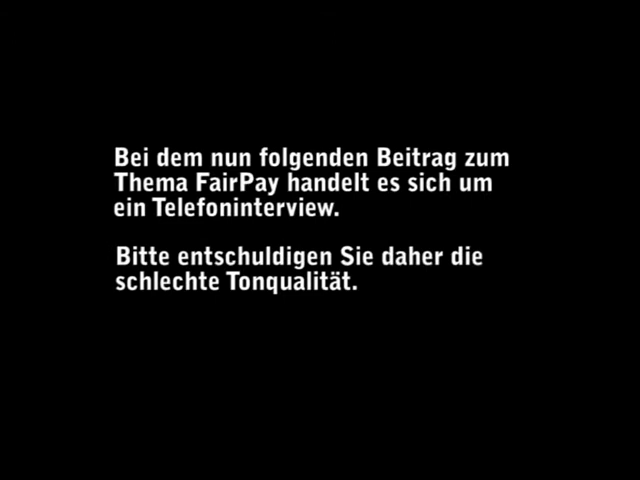 Bei dem nun folgenden Beitrag zum
Thema FairPay handelt es sich um
ein Telefoninterview.
Bitte entschuldigen Sie daher die
schlechte Tonqualität.